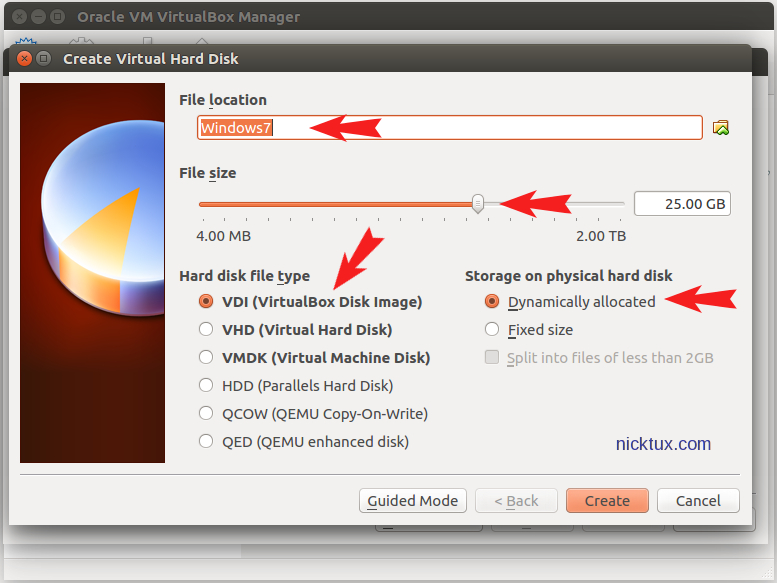 Oracle VM VirtualBox Manager
Create Virtual Hard Disk
File location
Windows7
File size
25.00 GB
4.00 MB 2.00 TB
Hard disk file type
VDI (VirtualBox Disk Image)
VHD (Virtual Hard Disk)
VMDK (Virtual Machine Disk)
HDD (Parallels Hard Disk)
QCOW (QEMU Copy-On-Write)
QED (QEMU enhanced disk)
Storage on physical hard disk
Dynamically allocated
Fixed size
Split into files of less than 2GB
nicktux.com
Guided Mode < Back Create Cancel